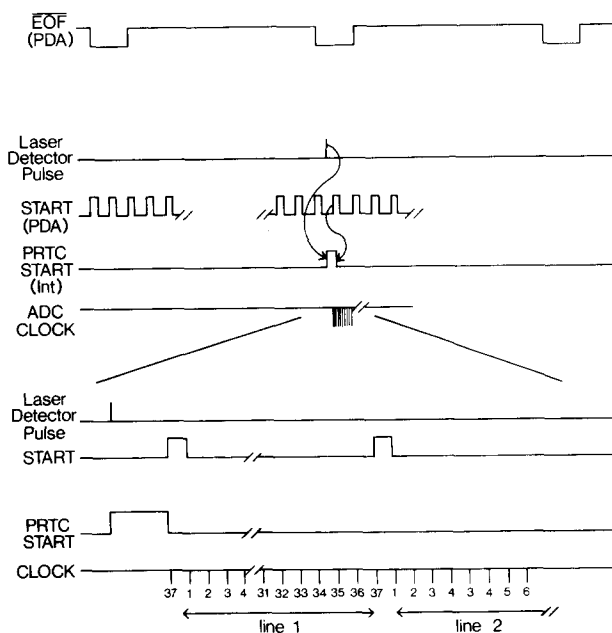 EOF
(PDA)
Laser
Detector
Pulse
START
(PDA)
PRTC
START
(Int)
ADC
CLOCK
Laser
Detector
Pulse
START
PRTC
START
CLOCK
37 1 2 3 4 31 32 33 34 35 36 37 1 2 3 4 3 4 5 6
line 1 line 2